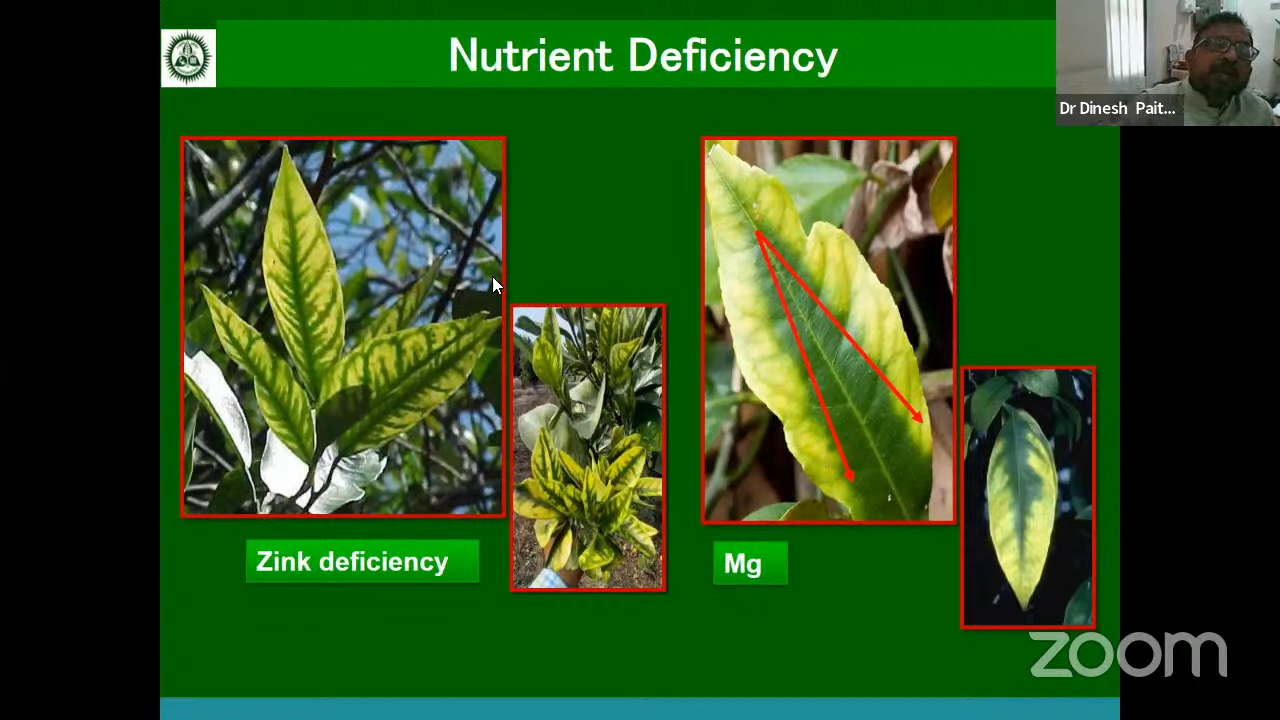 Nutrient Deficiency
Dr Dinesh Pait...
Zink deficiency
Mg
zoom